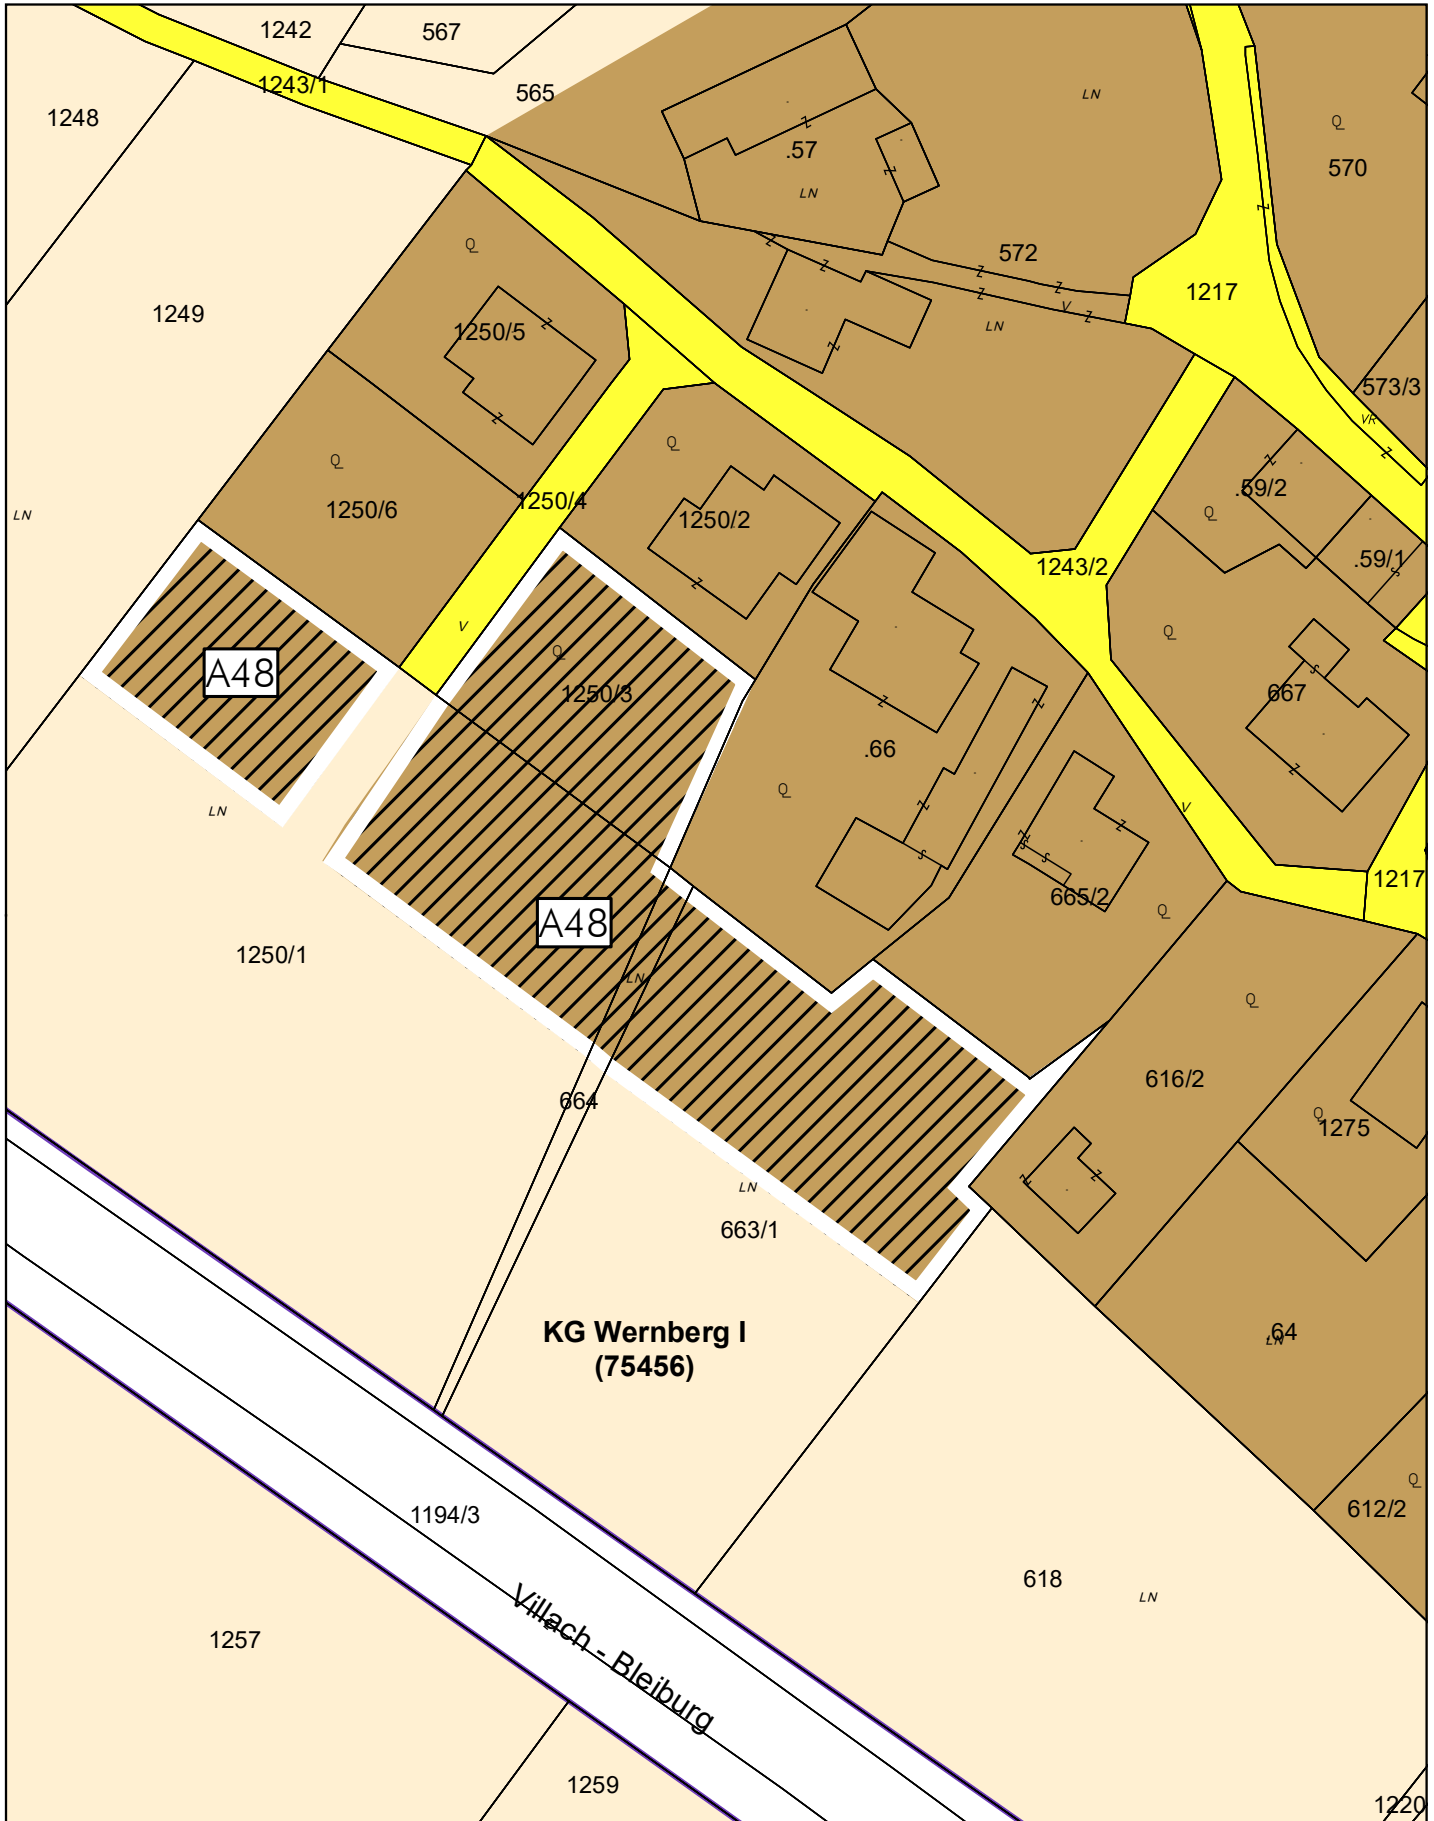 1242
567
1243/1
565
LN
1248
Q
.57
570
LN
Q
572
1217
1249
V
LN
1250/5
573/3
VR
Q
Q
.59/2
1250/6
1250/4
1250/2
Q
LN
.59/1
1243/2
V
Q
Q
A48
1250/3
667
.66
Q
V
LN
1217
665/2
Q
A48
1250/1
LN
Q
616/2
664
Q
1275
LN
663/1
KG Wernberg I
(75456)
64
LN
Q
612/2
1194/3
618
LN
Villach - Bleiburg
1257
1259
1220